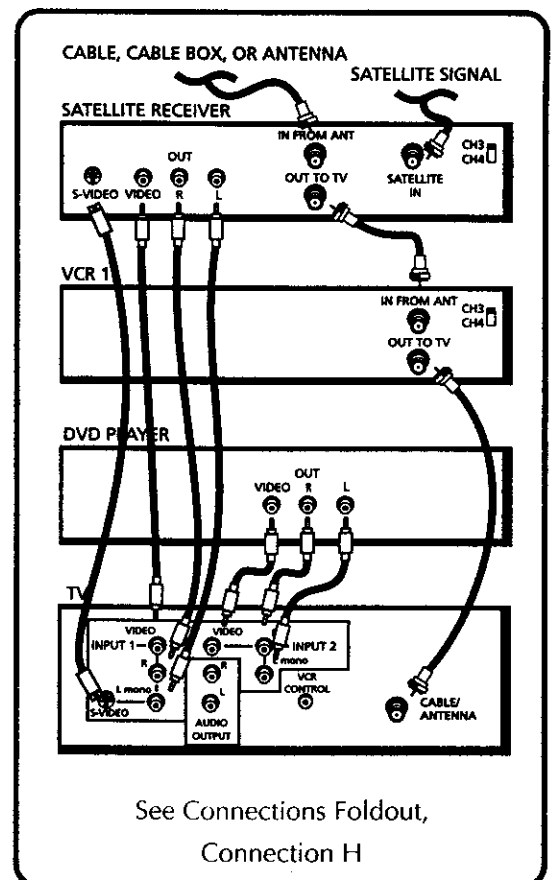 CABLE, CABLE BOX, OR ANTENNA
SATELLITE SIGNAL
SATELLITE RECEIVER
IN FROM ANT
OUT
CH3
CH4
S-VIDEO VIDEO R L
OUT TO TV
SATELLITE
IN
VCR 1
IN FROM ANT
CH3
CH4
OUT TO TV
DVD PLAYER
OUT
VIDEO R L
TV
VIDEO VIDEO
INPUT 1 INPUT 2
R R L mono
L mono
S-VIDEO
L
VCR
CONTROL
AUDIO
OUTPUT
CABLE/
ANTENNA
See Connections Foldout,
Connection H